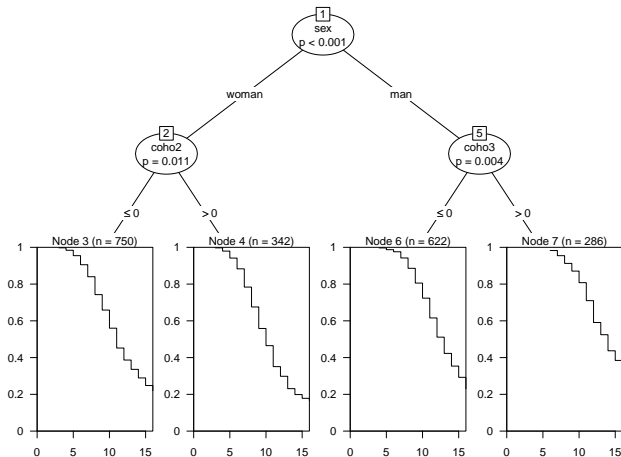 1
sex
p < 0.001
woman
man
2
coho2
p = 0.011
5
coho3
p = 0.004
≤ 0
> 0
≤ 0
> 0
Node 3 (n = 750)
Node 4 (n = 342)
Node 6 (n = 622)
Node 7 (n = 286)
1 1 1 1
0.8 0.8 0.8 0.8
0.6 0.6 0.6 0.6
0.4 0.4 0.4 0.4
0.2 0.2 0.2 0.2
0 0 0 0
0 5 10 15 0 5 10 15 0 5 10 15 0 5 10 15